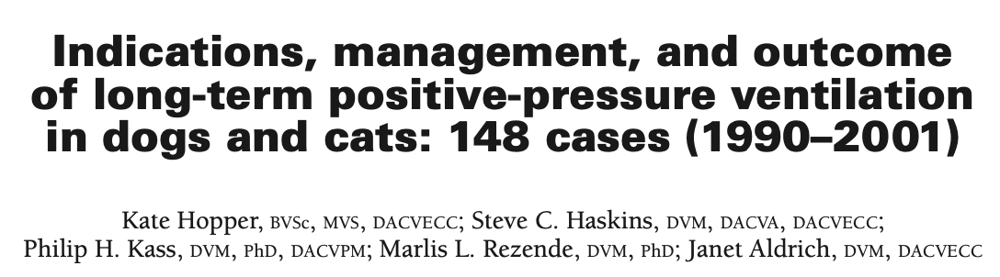 Indications, management, and outcome
of long-term positive-pressure ventilation
in dogs and cats: 148 cases (1990–2001)
Kate Hopper, BVSc, MVS, DACVECC; Steve C. Haskins, DVM, DACVA, DACVECC;
Philip H. Kass, DVM, PhD, DACVPM; Marlis L. Rezende, DVM, PhD; Janet Aldrich, DVM, DACVECC